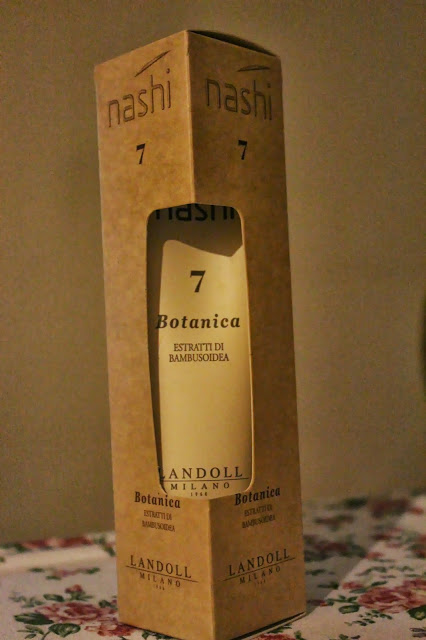 nashi
7
nashi
7
nashi
7
Botanica
ESTRATTI DI
BAMBUSOIDEA
LANDOLL
MILANO
1968
Botanica
ESTRATTI DI
BAMBUSOIDEA
LANDOLL
MILANO
Botanica
ESTRATTI DI
BAMBUSOIDEA
LANDOLL
MILANO